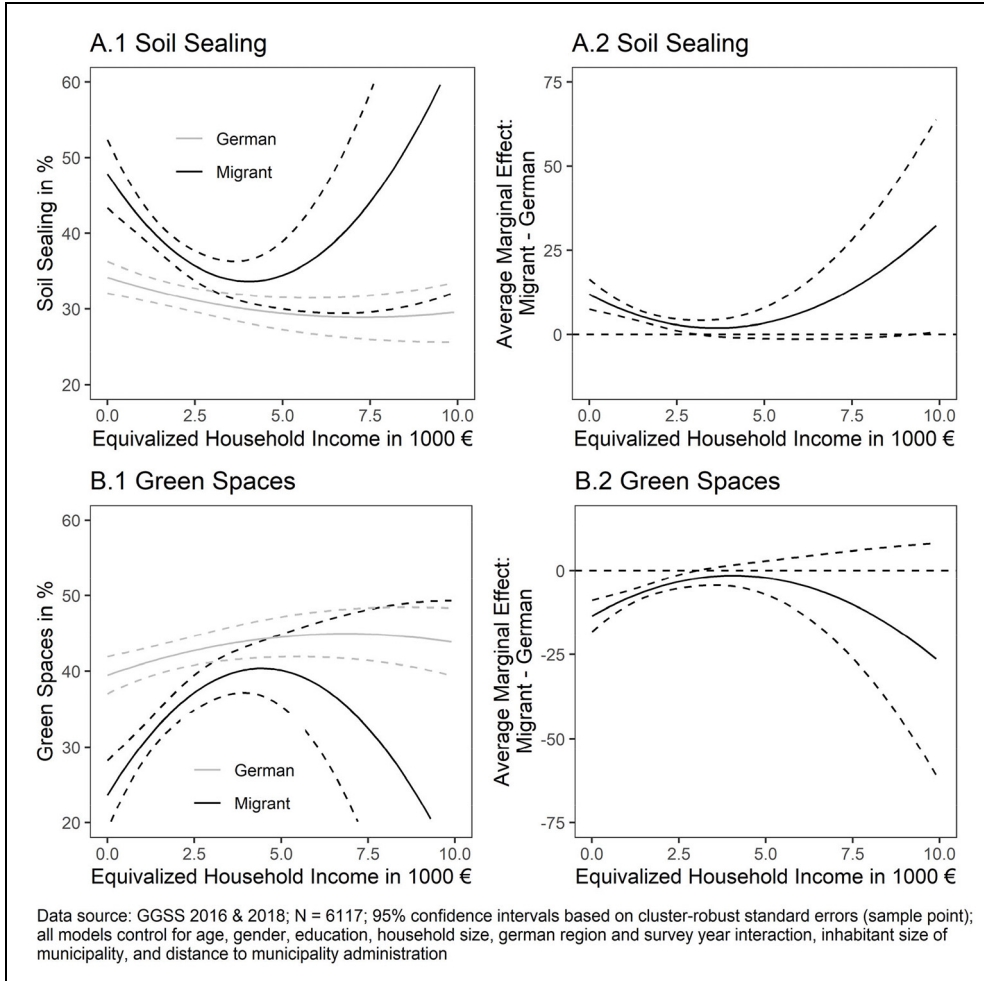 A.1 Soil Sealing
60
50
40
30
20
Soil Sealing in %
German
Migrant
0.0 2.5 5.0 7.5 10.0
Equivalized Household Income in 1000 €
A.2 Soil Sealing
75
50
25
0
Average Marginal Effect:
Migrant - German
0.0 2.5 5.0 7.5 10.0
Equivalized Household Income in 1000 €
B.1 Green Spaces
60
50
40
30
20
Green Spaces in %
German
Migrant
0.0 2.5 5.0 7.5 10.0
Equivalized Household Income in 1000 €
B.2 Green Spaces
0
-25
-50
-75
Average Marginal Effect:
Migrant - German
0.0 2.5 5.0 7.5 10.0
Equivalized Household Income in 1000 €
Data source: GGSS 2016 & 2018; N = 6117; 95% confidence intervals based on cluster-robust standard errors (sample point);
all models control for age, gender, education, household size, german region and survey year interaction, inhabitant size of
municipality, and distance to municipality administration